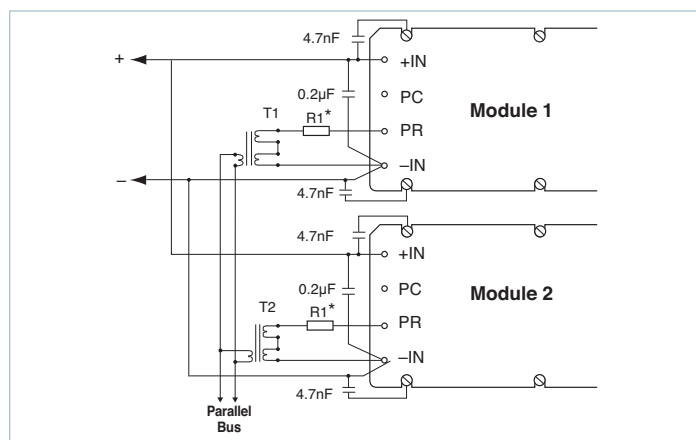 4.7nF
+
+IN
0.2µF
PC
Module 1
T1
R1*
PR
–IN
–
4.7nF
4.7nF
+IN
0.2µF
PC
Module 2
T2
R1*
PR
–IN
4.7nF
Parallel
Bus